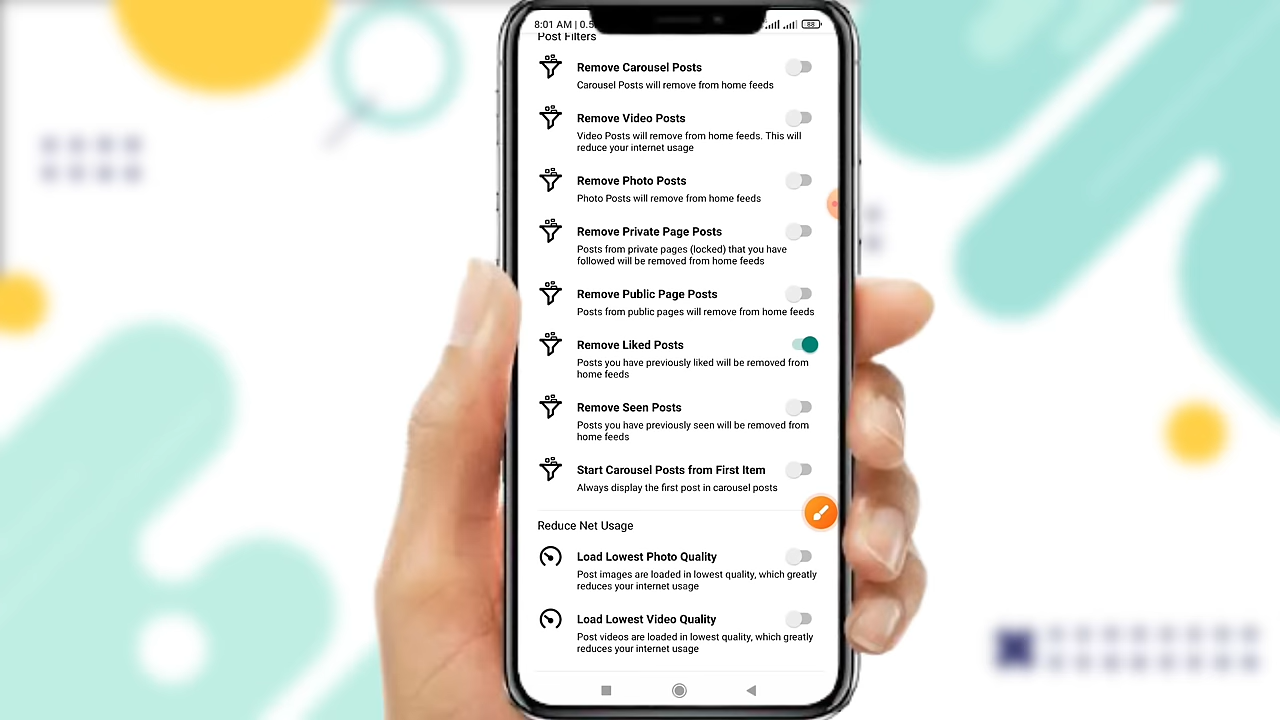 8:01 AM | 0.5
88
Post Filters
Remove Carousel Posts
Carousel Posts will remove from home feeds
Remove Video Posts
Video Posts will remove from home feeds. This will
reduce your internet usage
Remove Photo Posts
Photo Posts will remove from home feeds
Remove Private Page Posts
Posts from private pages (locked) that you have
followed will be removed from home feeds
Remove Public Page Posts
Posts from public pages will remove from home feeds
Remove Liked Posts
Posts you have previously liked will be removed from
home feeds
Remove Seen Posts
Posts you have previously seen will be removed from
home feeds
Start Carousel Posts from First Item
Always display the first post in carousel posts
Reduce Net Usage
Load Lowest Photo Quality
Post images are loaded in lowest quality, which greatly
reduces your internet usage
Load Lowest Video Quality
Post videos are loaded in lowest quality, which greatly
reduces your internet usage